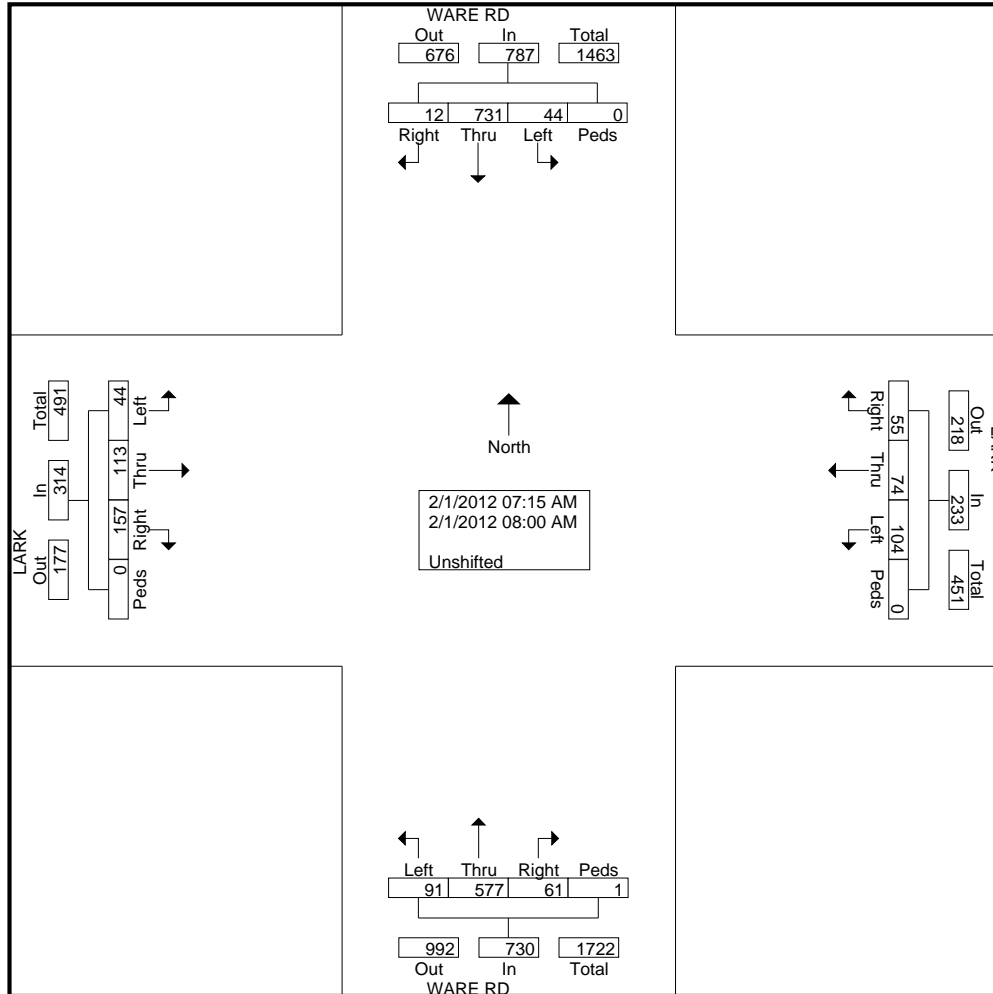 WARE RD
Out In Total
676 787 1463
12 731 44 0
Right Thru Left Peds
Total 491
In 314
Out 177
LARK
Left 44
Thru 113
Right 157
Peds 0
North
2/1/2012 07:15 AM
2/1/2012 08:00 AM
Unshifted
Right 55
Thru 74
Left 104
Peds 0
Out 218
In 233
Total 451
Left Thru Right Peds
91 577 61 1
992 730 1722
Out In Total
WARE RD